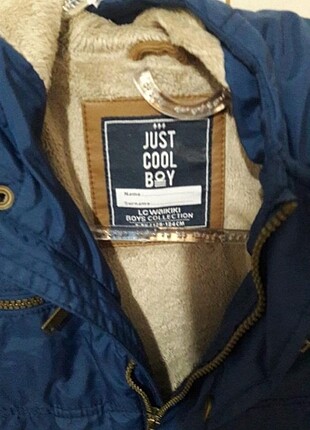 JUST
COOL
BOY
Name:
Surname:
LC WAIKIKI
BOYS COLLECTION